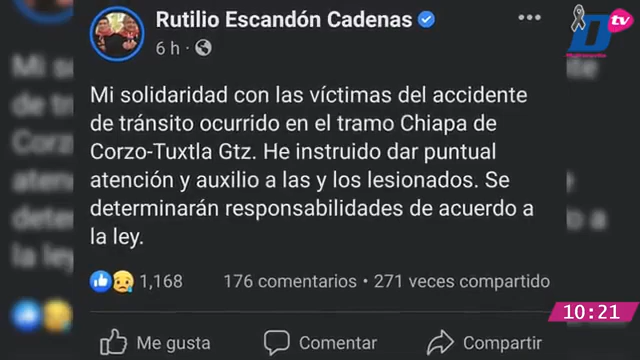 Rutilio Escandón Cadenas
6 h ·
Mi solidaridad con las víctimas del accidente
de tránsito ocurrido en el tramo Chiapa de
Corzo-Tuxtla Gtz. He instruido dar puntual
atención y auxilio a las y los lesionados. Se
determinarán responsabilidades de acuerdo a
la ley.
1,168 176 comentarios • 271 veces compartido
Me gusta Comentar Compartir
D tv
10:21